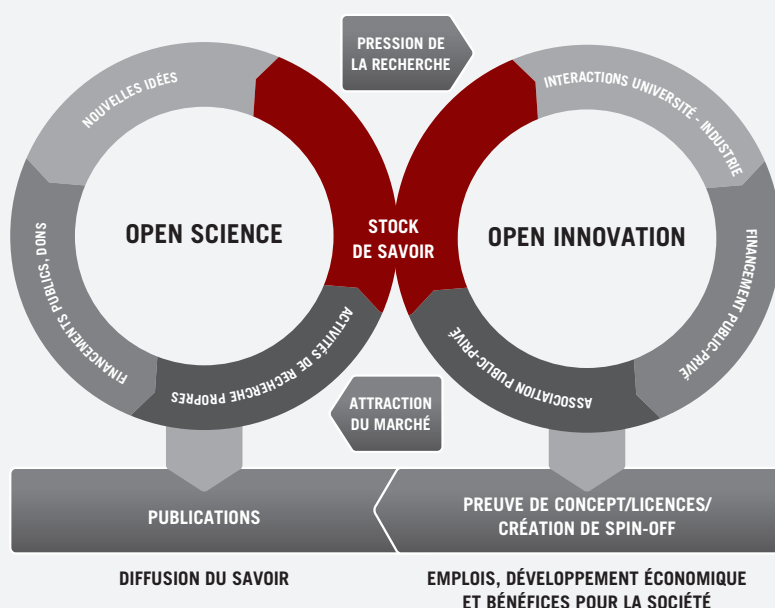 PRESSION DE
LA RECHERCHE
NOUVELLES IDÉES
INTERACTIONS UNIVERSITÉ - INDUSTRIE
OPEN SCIENCE
STOCK
DE SAVOIR
OPEN INNOVATION
FINANCEMENTS PUBLICS, DONS
ACTIVITÉS DE RECHERCHE PROPRES
ASSOCIATION PUBLIC-PRIVÉ
FINANCEMENT PUBLIC-PRIVÉ
ATTRACTION
DU MARCHÉ
PUBLICATIONS
PREUVE DE CONCEPT/LICENCES/
CRÉATION DE SPIN-OFF
DIFFUSION DU SAVOIR
EMPLOIS, DÉVELOPPEMENT ÉCONOMIQUE
ET BÉNÉFICES POUR LA SOCIÉTÉ